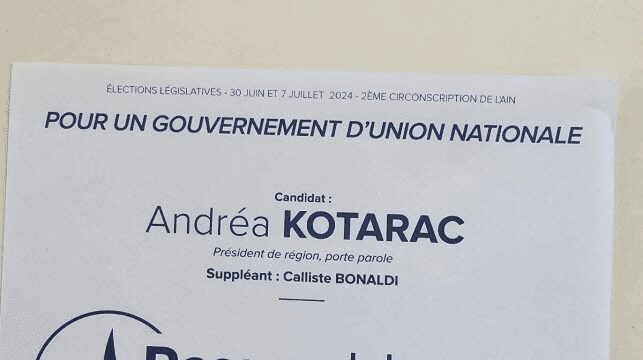 ÉLECTIONS LÉGISLATIVES - 30 JUIN ET 7 JUILLET 2024 - 2ÈME CIRCONSCRIPTION DE L'AIN
POUR UN GOUVERNEMENT D'UNION NATIONALE
Candidat :
Andréa KOTARAC
Président de région, porte parole
Suppléant : Calliste BONALDI